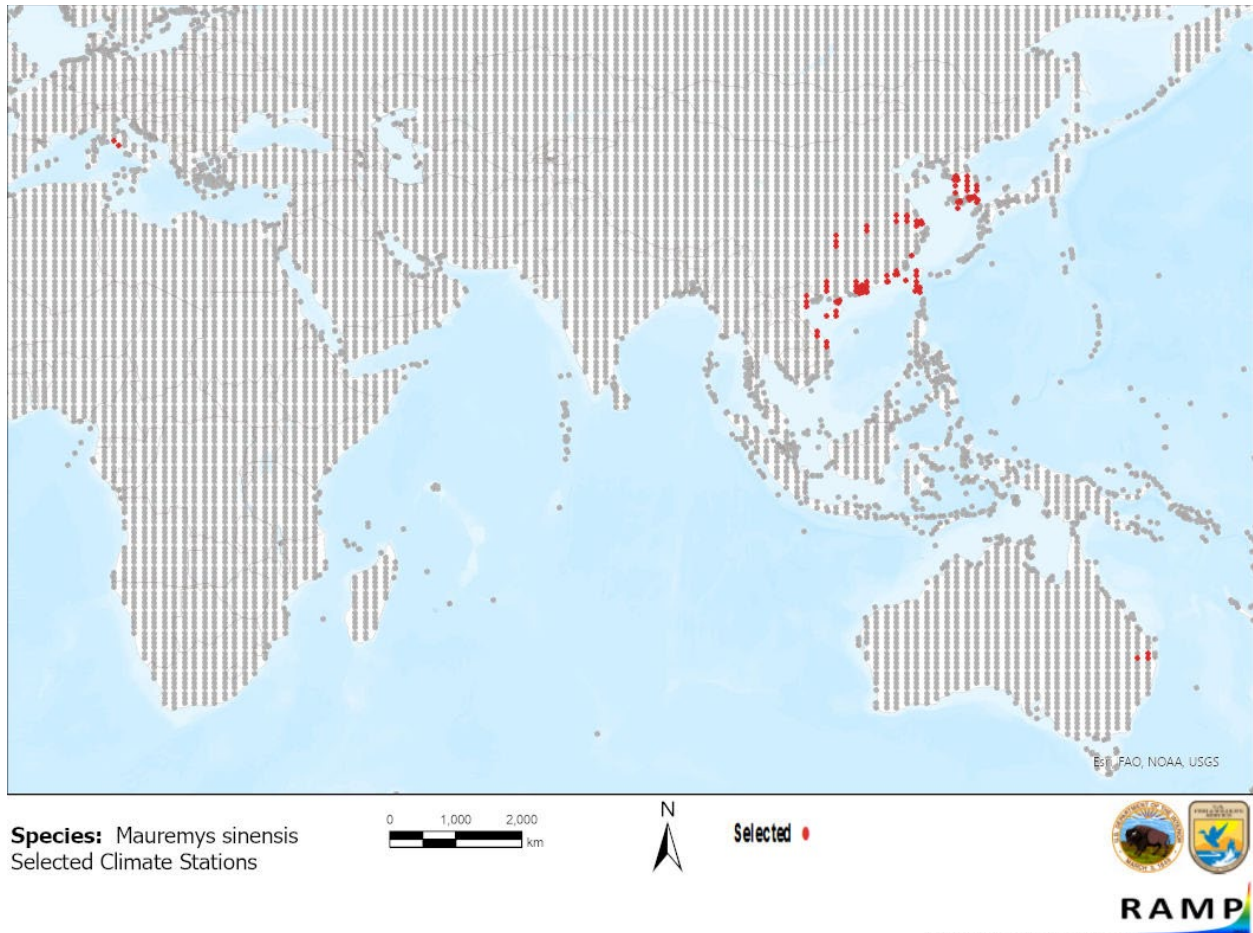 Esri, FAO, NOAA, USGS
Species: Mauremys sinensis
Selected Climate Stations
0 1,000 2,000
km
N
Selected
RAMP